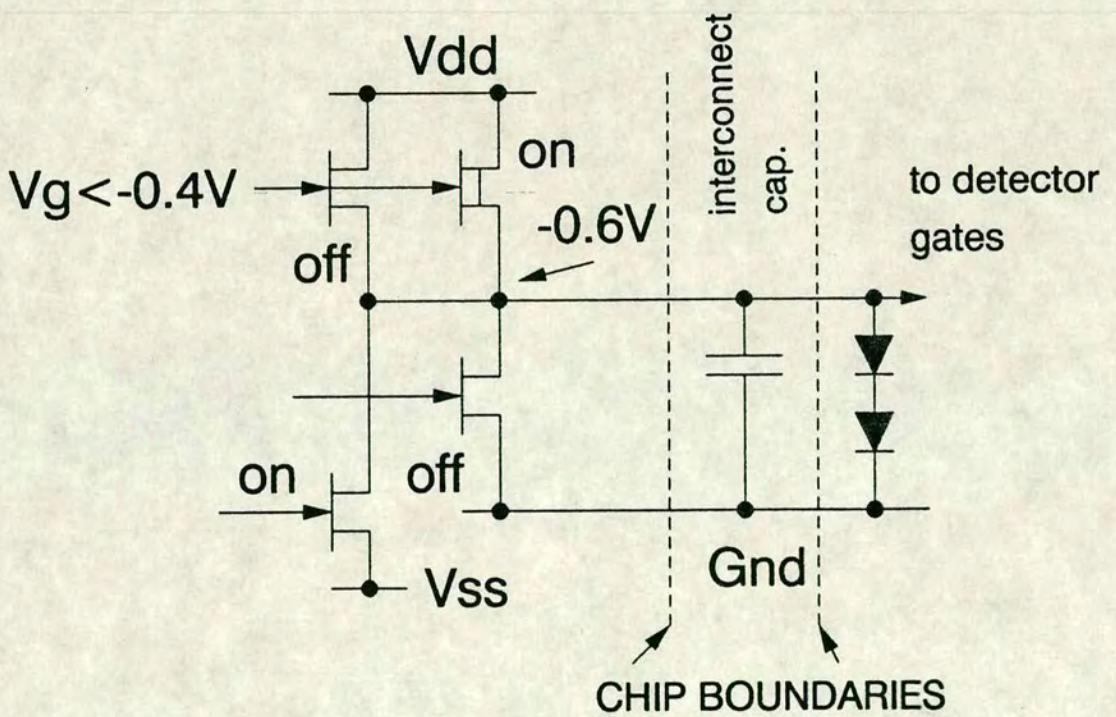 Vdd
interconnect
cap.
on
Vg<-0.4V
to detector
gates
-0.6V
off
on
off
Gnd
Vss
CHIP BOUNDARIES